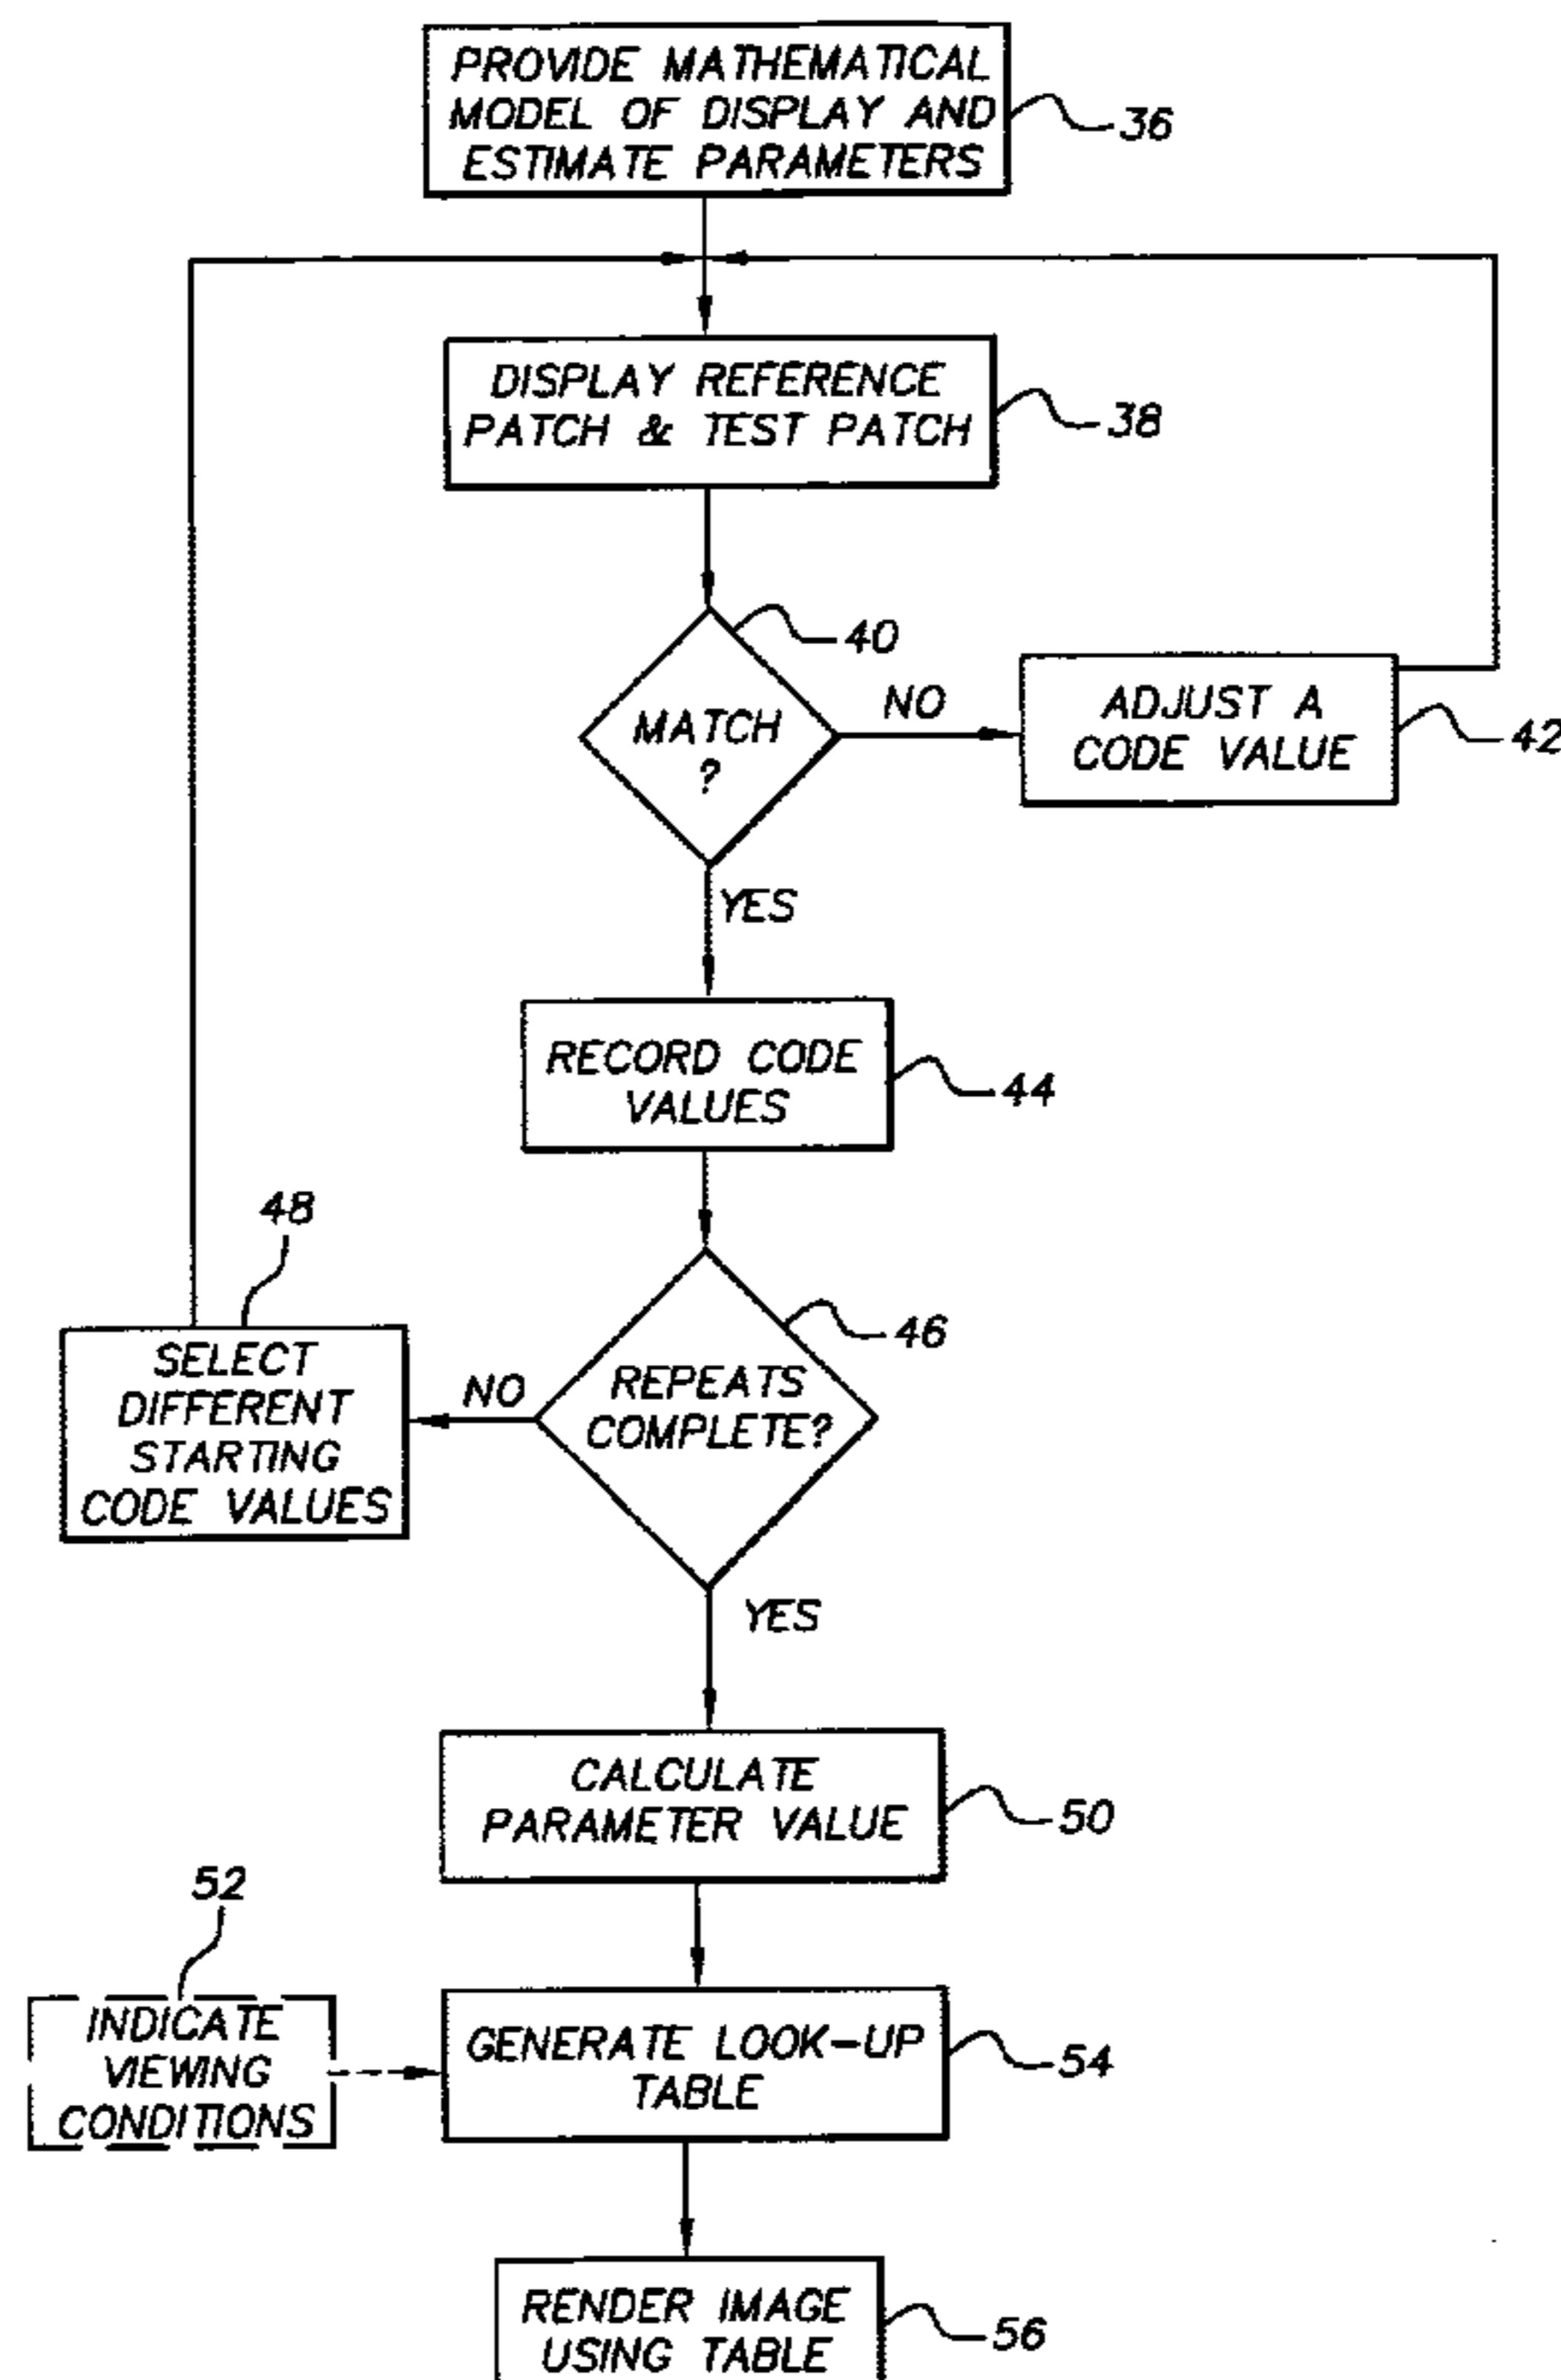 PROVIDE MATHEMATICAL
MODEL OF DISPLAY AND
ESTIMATE PARAMETERS
36
DISPLAY REFERENCE
PATCH & TEST PATCH
38
40
MATCH
?
NO
ADJUST A
CODE VALUE
42
YES
RECORD CODE
VALUES
44
48
46
SELECT
DIFFERENT
STARTING
CODE VALUES
NO
REPEATS
COMPLETE?
YES
CALCULATE
PARAMETER VALUE
50
52
INDICATE
VIEWING
CONDITIONS
GENERATE LOOK-UP
TABLE
54
RENDER IMAGE
USING TABLE
56